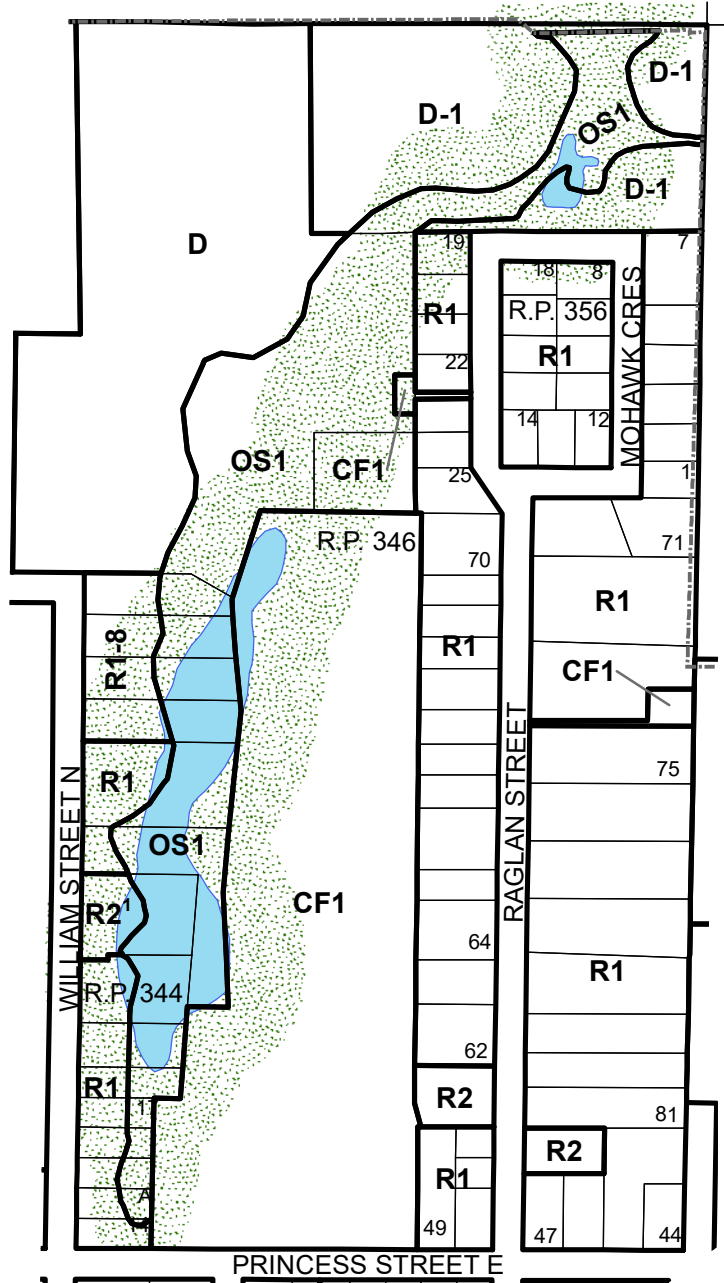 D-1
D-1
OS1
D-1
D
19
18
8
7
R1
R.P. 356
R1
22
MOHAWK CRES
14
12
OS1
CF1
25
1
R.P. 346
71
70
R1
R1-8
R1
CF1
RAGLAN STREET
WILLIAM STREET N
R1
75
OS1
R2¹
CF1
64
R1
R.P. 344
62
R1
R2
81
R2
R1
A
49
47
44
PRINCESS STREET E